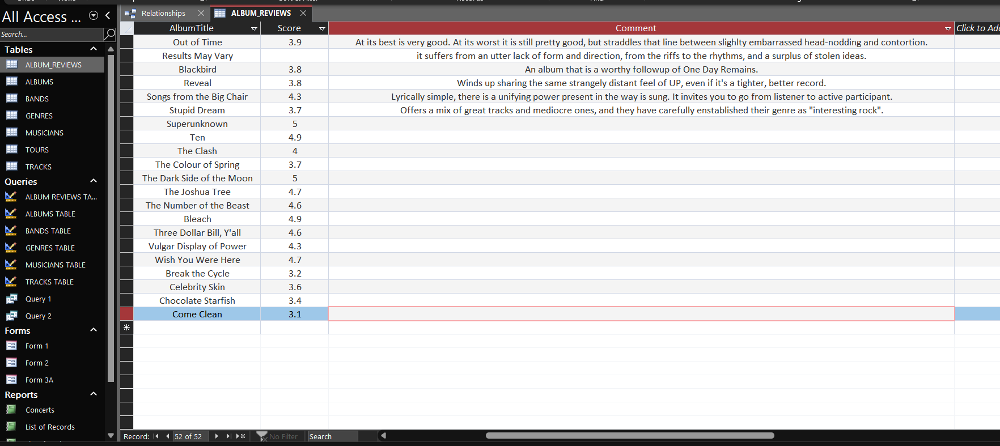 All Access ...
Search...
Tables
ALBUM_REVIEWS
ALBUMS
BANDS
GENRES
MUSICIANS
TOURS
TRACKS
Queries
ALBUM REVIEWS TA...
ALBUMS TABLE
BANDS TABLE
GENRES TABLE
MUSICIANS TABLE
TRACKS TABLE
Query 1
Query 2
Forms
Form 1
Form 2
Form 3A
Reports
Concerts
List of Records
Relationships ALBUM_REVIEWS
AlbumTitle Score Comment Click to Add
Out of Time 3.9 At its best is very good. At its worst it is still pretty good, but straddles that line between slighlty embarrassed head-nodding and contortion.
Results May Vary it suffers from an utter lack of form and direction, from the riffs to the rhythms, and a surplus of stolen ideas.
Blackbird 3.8 An album that is a worthy followup of One Day Remains.
Reveal 3.8 Winds up sharing the same strangely distant feel of UP, even if it's a tighter, better record.
Songs from the Big Chair 4.3 Lyrically simple, there is a unifying power present in the way is sung. It invites you to go from listener to active participant.
Stupid Dream 3.7 Offers a mix of great tracks and mediocre ones, and they have carefully enstablished their genre as "interesting rock".
Superunknown 5
Ten 4.9
The Clash 4
The Colour of Spring 3.7
The Dark Side of the Moon 5
The Joshua Tree 4.7
The Number of the Beast 4.6
Bleach 4.9
Three Dollar Bill, Y'all 4.6
Vulgar Display of Power 4.3
Wish You Were Here 4.7
Break the Cycle 3.2
Celebrity Skin 3.6
Chocolate Starfish 3.4
Come Clean 3.1
Record: 52 of 52 No Filter Search